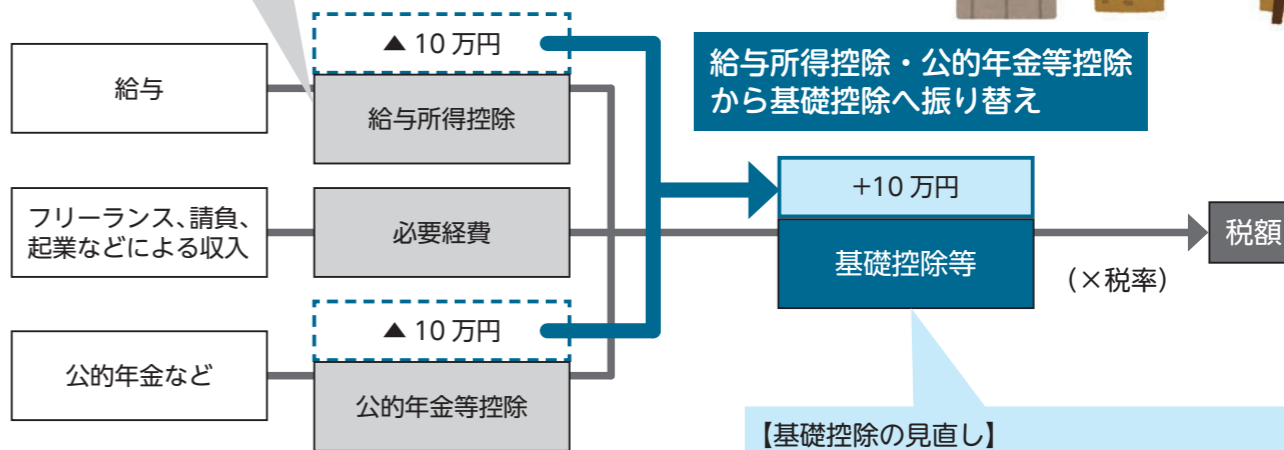 ▲ 10 万円
給与
給与所得控除
給与所得控除・公的年金等控除
から基礎控除へ振り替え
+10 万円
フリーランス、請負、
起業などによる収入
必要経費
基礎控除等
(×税率)
税額
▲ 10 万円
公的年金など
公的年金等控除
【基礎控除の見直し】